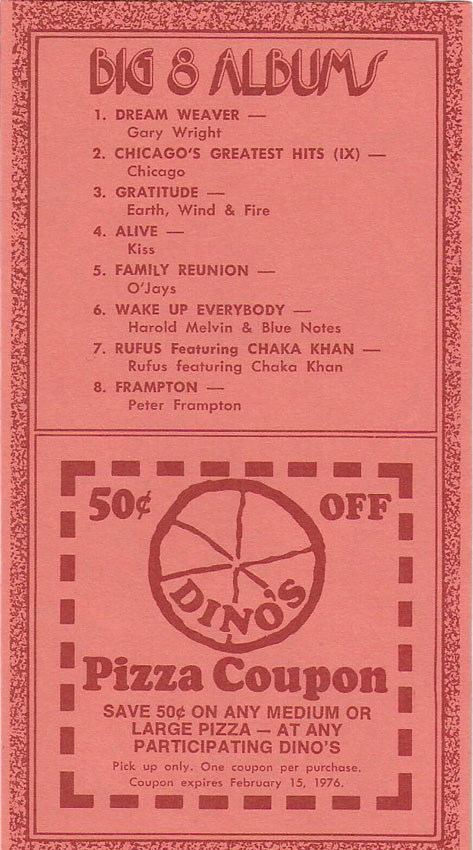 BIG 8 ALBUMS
1. DREAM WEAVER —
Gary Wright
2. CHICAGO'S GREATEST HITS (IX) —
Chicago
3. GRATITUDE —
Earth, Wind & Fire
4. ALIVE —
Kiss
5. FAMILY REUNION —
O'Jays
6. WAKE UP EVERYBODY —
Harold Melvin & Blue Notes
7. RUFUS Featuring CHAKA KHAN —
Rufus featuring Chaka Khan
8. FRAMPTON —
Peter Frampton
50¢ OFF
DINO'S
Pizza Coupon
SAVE 50¢ ON ANY MEDIUM OR
LARGE PIZZA — AT ANY
PARTICIPATING DINO'S
Pick up only. One coupon per purchase.
Coupon expires February 15, 1976.